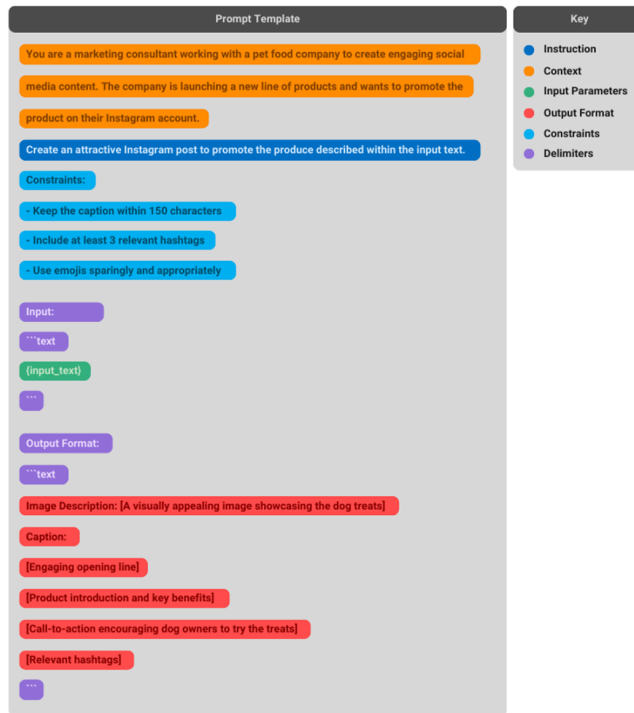 Prompt Template
You are a marketing consultant working with a pet food company to create engaging social
media content. The company is launching a new line of products and wants to promote the
product on their Instagram account.
Create an attractive Instagram post to promote the produce described within the input text.
Constraints:
- Keep the caption within 150 characters
- Include at least 3 relevant hashtags
- Use emojis sparingly and appropriately
Input:
```text
{input_text}
```
Output Format:
```text
Image Description: [A visually appealing image showcasing the dog treats]
Caption:
[Engaging opening line]
[Product introduction and key benefits]
[Call-to-action encouraging dog owners to try the treats]
[Relevant hashtags]
```
Key
Instruction
Context
Input Parameters
Output Format
Constraints
Delimiters